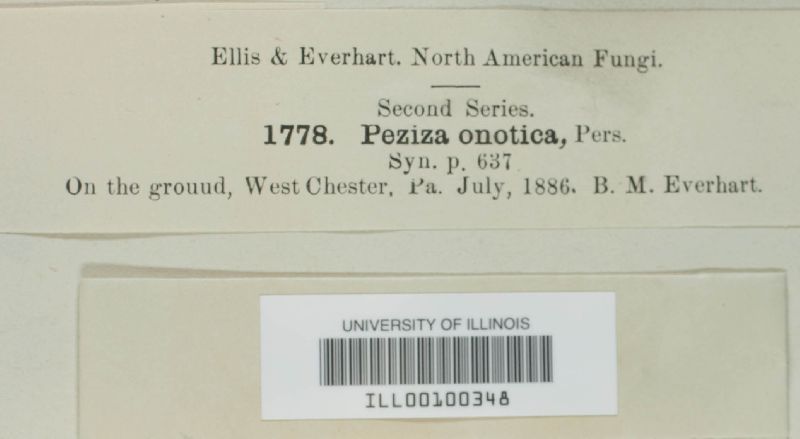 Ellis & Everhart. North American Fungi.
Second Series.
1778. Peziza onotica, Pers.
Syn. p. 637
On the grouud, West Chester, Pa. July, 1886. B. M. Everhart.
UNIVERSITY OF ILLINOIS
ILL00100348